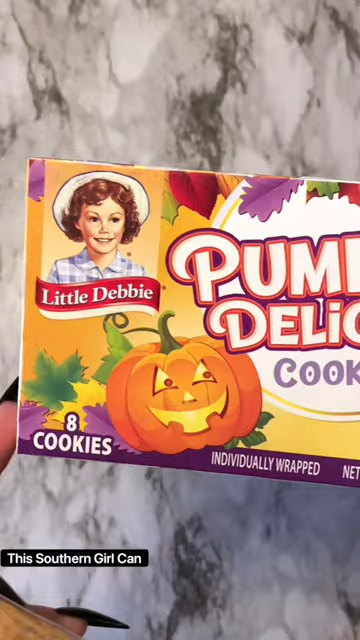 Little Debbie
PUM
DELIC
COOK
8
COOKIES
INDIVIDUALLY WRAPPED NET
This Southern Girl Can